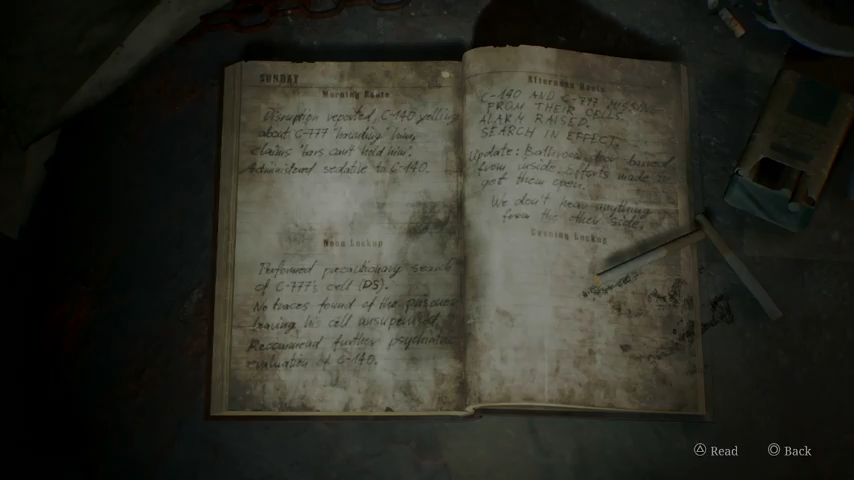 SUNDAY
Morning Route
Disruption reported, C-140 yelling
about C-777 "haunting" him,
claims "bars can't hold him".
Administered sedative to C-140.
Noon Lockup
Performed precautionary search
of C-777's cell (D5).
No traces found of the prisoner
leaving his cell unsupervised.
Recommend further psychiatric
evaluation of C-140.
Afternoon Route
C-140 AND C-777 MISSING
FROM THEIR CELLS.
ALARM RAISED.
SEARCH IN EFFECT.
Update: Bathroom door barred
from inside, efforts made to
get them open.
We don't hear anything
from the other side.
Evening Lockup
Read
Back